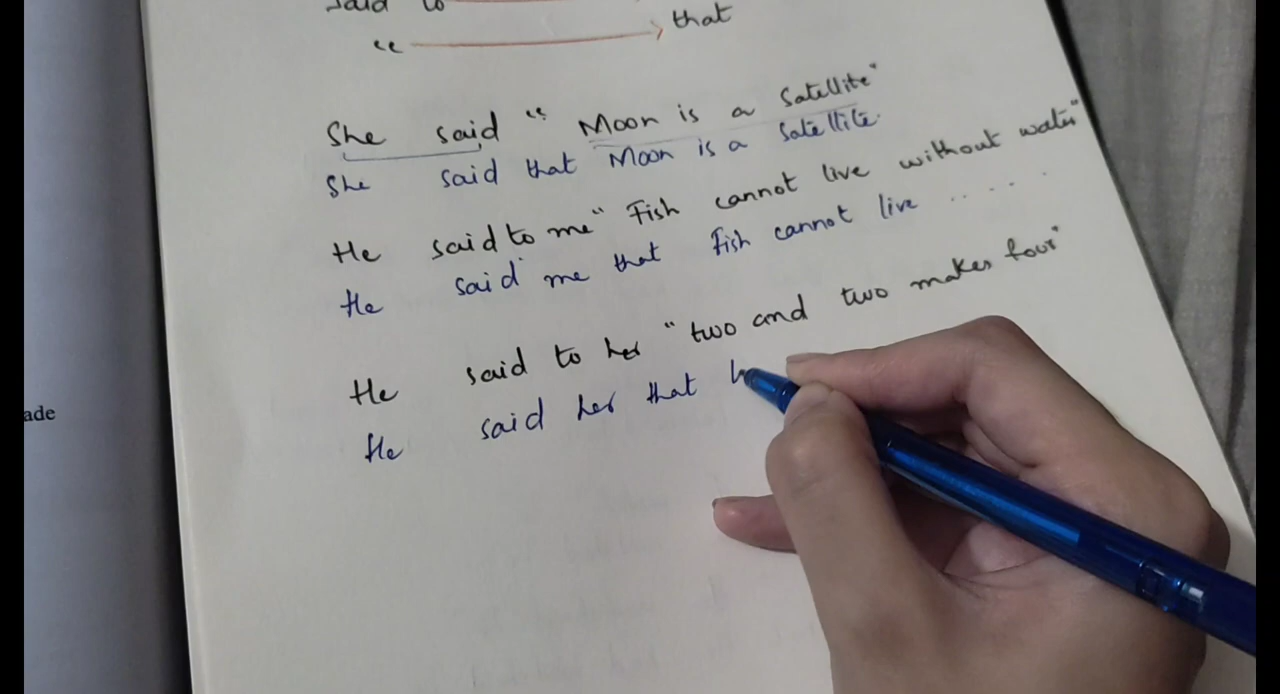 said to
“ → that
She said “ Moon is a Satellite"
She said that Moon is a Satellite.
He said to me “ Fish cannot live without water"
He said me that fish cannot live .....
He said to her “two and two makes four"
He said her that
ade